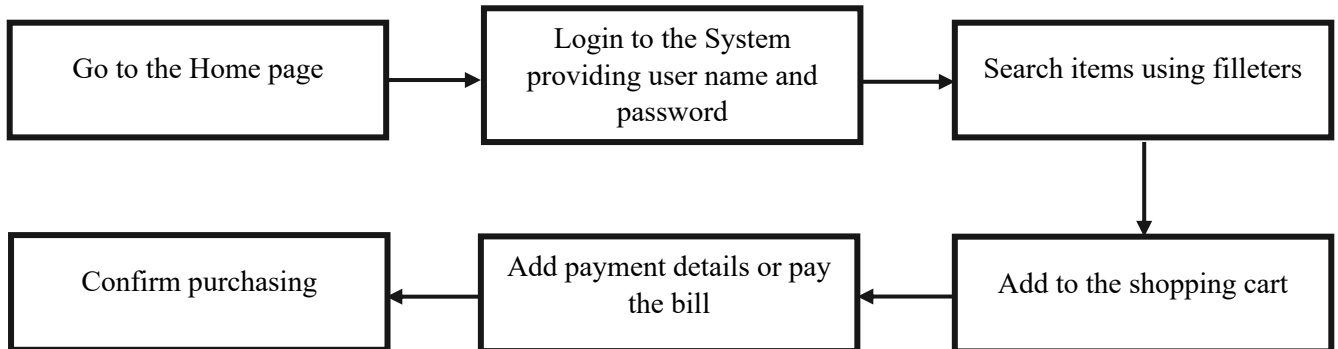 Go to the Home page
Login to the System
providing user name and
password
Search items using filleters
Add to the shopping cart
Add payment details or pay
the bill
Confirm purchasing